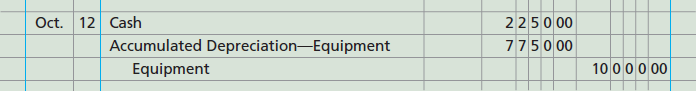 Oct. 12 Cash 2 2 5 0 00
Accumulated Depreciation—Equipment 7 7 5 0 00
Equipment 10 0 0 0 00